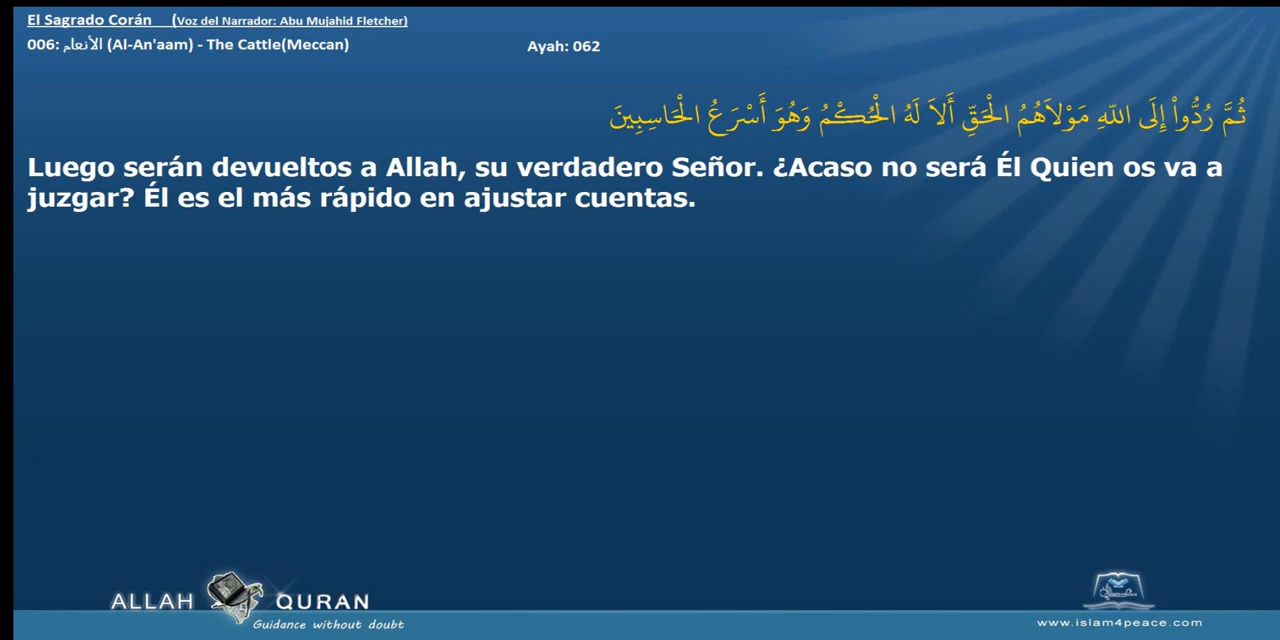 El Sagrado Corán (Voz del Narrador: Abu Mujahid Fletcher)
006: الأنعام (Al-An'aam) - The Cattle(Meccan) Ayah: 062
ثُمَّ رُدُّواْ إِلَى اللّهِ مَوْلاَهُمُ الْحَقِّ أَلاَ لَهُ الْحُكْمُ وَهُوَ أَسْرَعُ الْحَاسِبِينَ
Luego serán devueltos a Allah, su verdadero Señor. ¿Acaso no será Él Quien os va a
juzgar? Él es el más rápido en ajustar cuentas.
ALLAH QURAN
Guidance without doubt
www.islam4peace.com